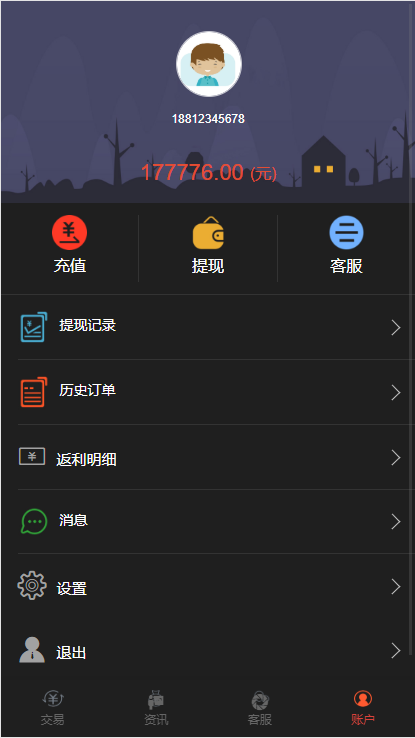 18812345678
177776.00 (元)
充值 提现 客服
提现记录
历史订单
返利明细
消息
设置
退出
交易 资讯 客服 账户